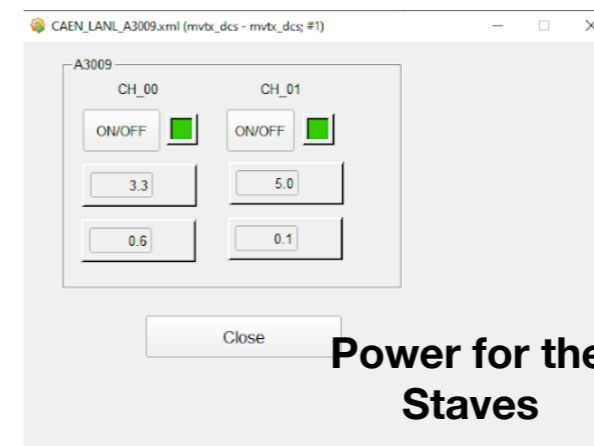 CAEN_LANL_A3009.xml (mvtx_dcs - mvtx_dcs; #1)
A3009
CH_00 CH_01
ON/OFF ON/OFF
3.3 5.0
0.6 0.1
Close
Power for the
Staves